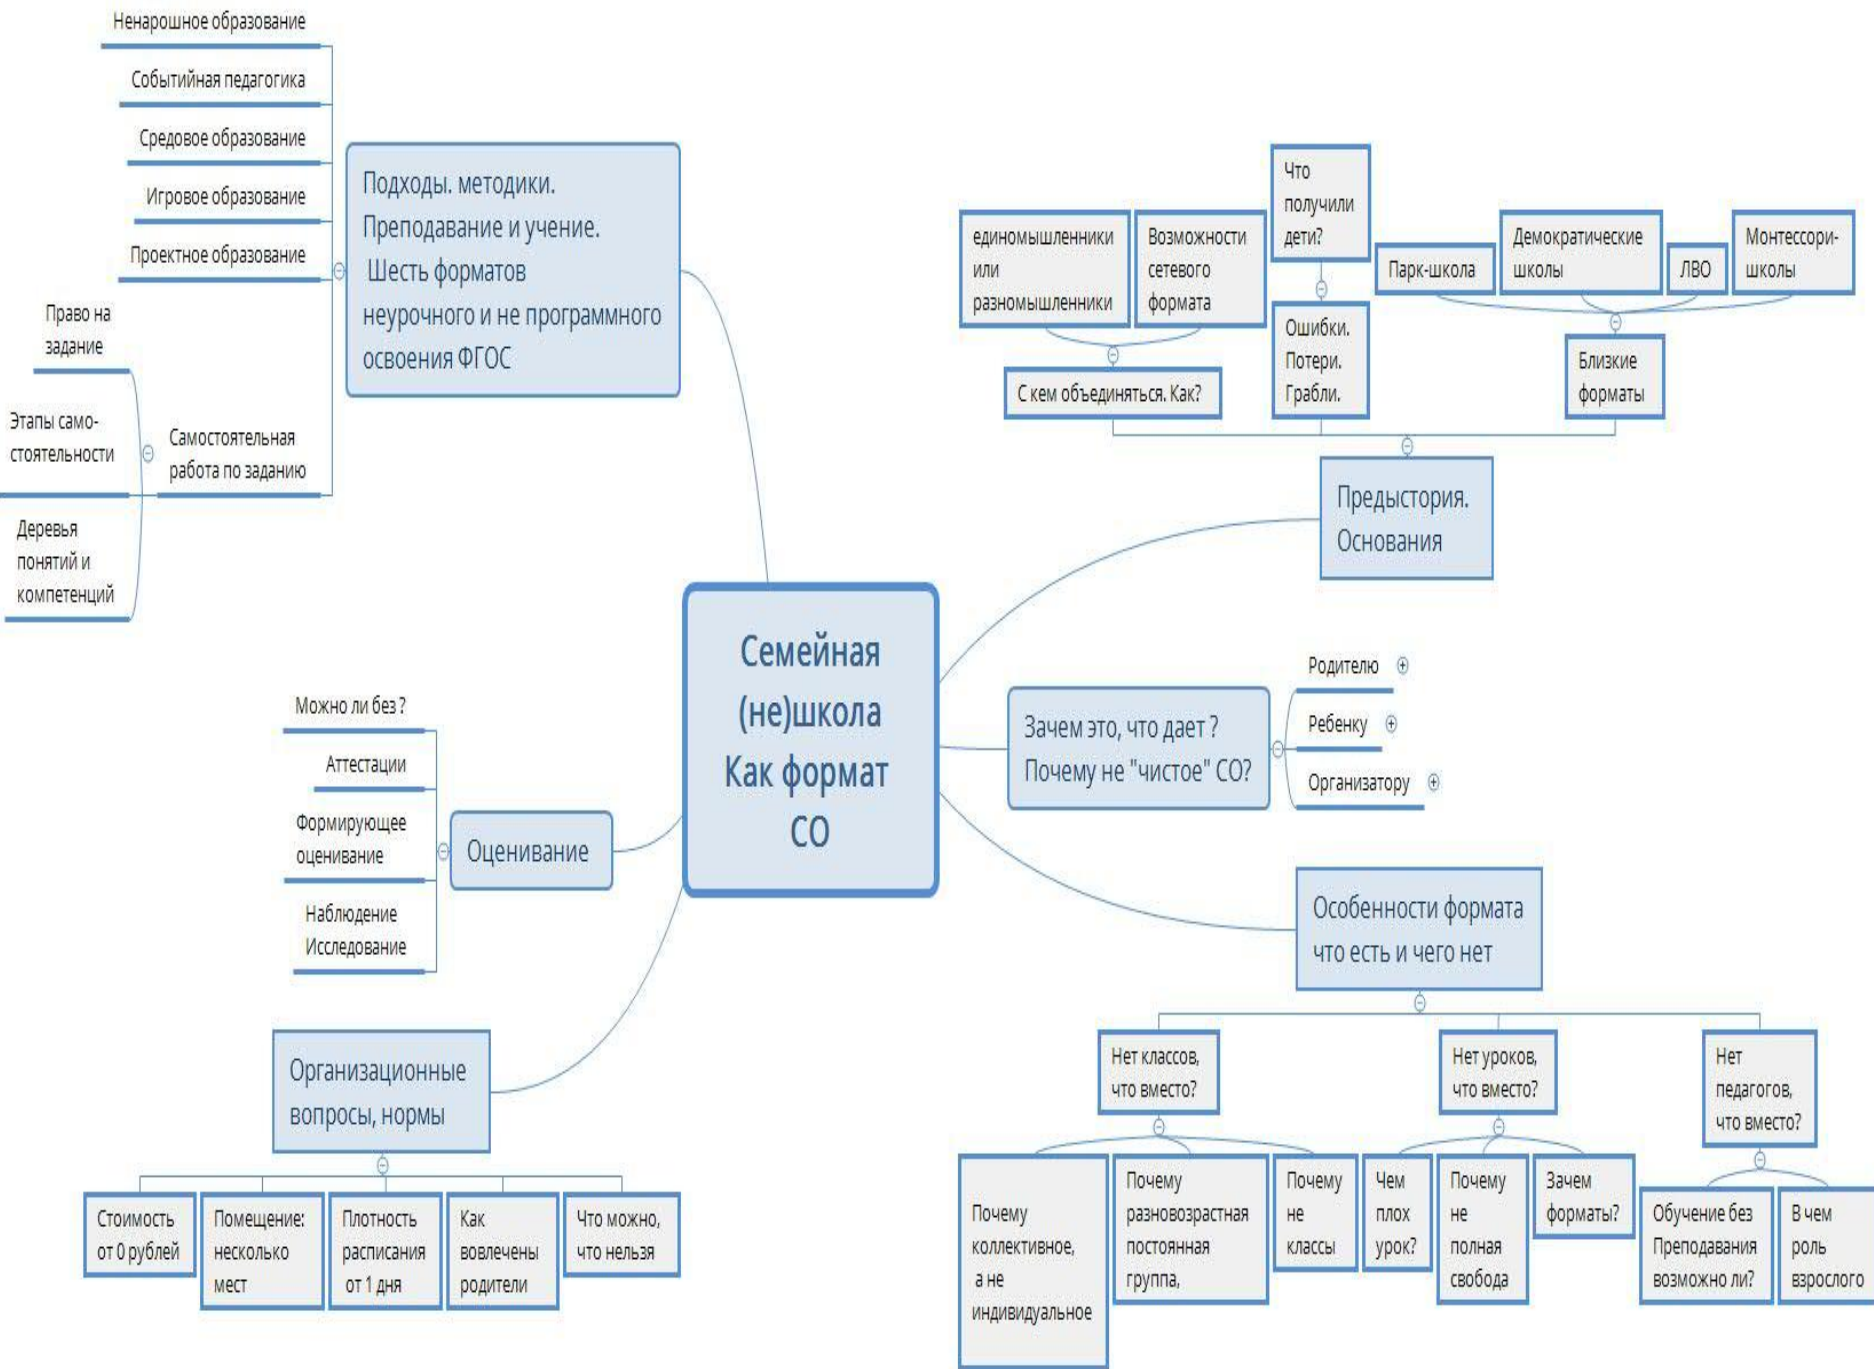 Ненарошное образование
Событийная педагогика
Средовое образование
Игровое образование
Проектное образование
Право на
задание
Этапы само-
стоятельности
Деревья
понятий и
компетенций
Самостоятельная
работа по заданию
Подходы. методики.
Преподавание и учение.
Шесть форматов
неурочного и не программного
освоения ФГОС
единомышленники
или
разномышленники
Возможности
сетевого
формата
С кем объединяться. Как?
Что
получили
дети?
Ошибки.
Потери.
Грабли.
Парк-школа
Демократические
школы
ЛВО
Монтессори-
школы
Близкие
форматы
Предыстория.
Основания
Семейная
(не)школа
Как формат
СО
Зачем это, что дает ?
Почему не "чистое" СО?
Родителю
Ребенку
Организатору
Можно ли без ?
Аттестации
Формирующее
оценивание
Наблюдение
Исследование
Оценивание
Особенности формата
что есть и чего нет
Нет классов,
что вместо?
Почему
коллективное,
а не
индивидуальное
Почему
разновозрастная
постоянная
группа,
Почему
не
классы
Нет уроков,
что вместо?
Чем
плох
урок?
Почему
не
полная
свобода
Зачем
форматы?
Нет
педагогов,
что вместо?
Обучение без
Преподавания
возможно ли?
В чем
роль
взрослого
Организационные
вопросы, нормы
Стоимость
от 0 рублей
Помещение:
несколько
мест
Плотность
расписания
от 1 дня
Как
вовлечены
родители
Что можно,
что нельзя